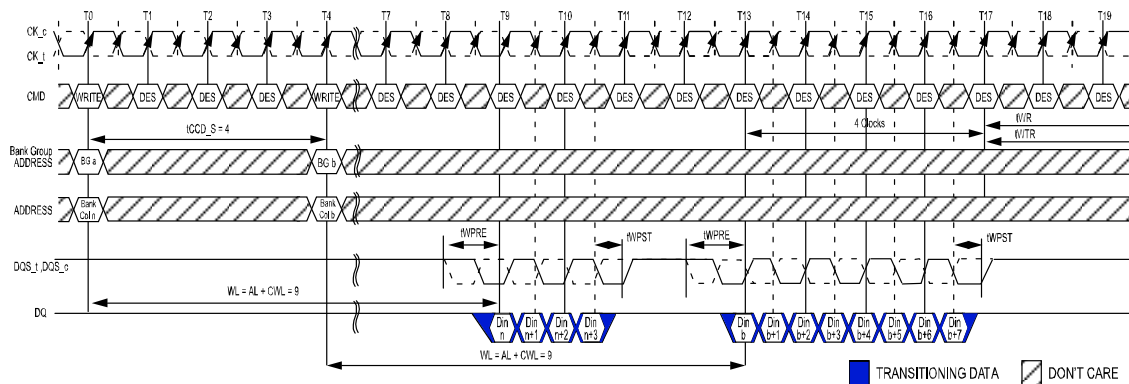 T0 T1 T2 T3 T4 T7 T8 T9 T10 T11 T12 T13 T14 T15 T16 T17 T18 T19
CK_c
CK_t
CMD WRITE DES DES DES WRITE DES DES DES DES DES DES DES DES DES DES DES DES DES
tCCD_S = 4 4 Clocks tWR
tWTR
Bank Group
ADDRESS BG a BG b
ADDRESS Bank Col n Bank Col b
tWPRE tWPST tWPRE tWPST
DQS_t ,DQS_c
WL = AL + CWL = 9
DQ Din n Din n+1 Din n+2 Din n+3 Din b Din b+1 Din b+2 Din b+3 Din b+4 Din b+5 Din b+6 Din b+7
WL = AL + CWL = 9
TRANSITIONING DATA DON'T CARE